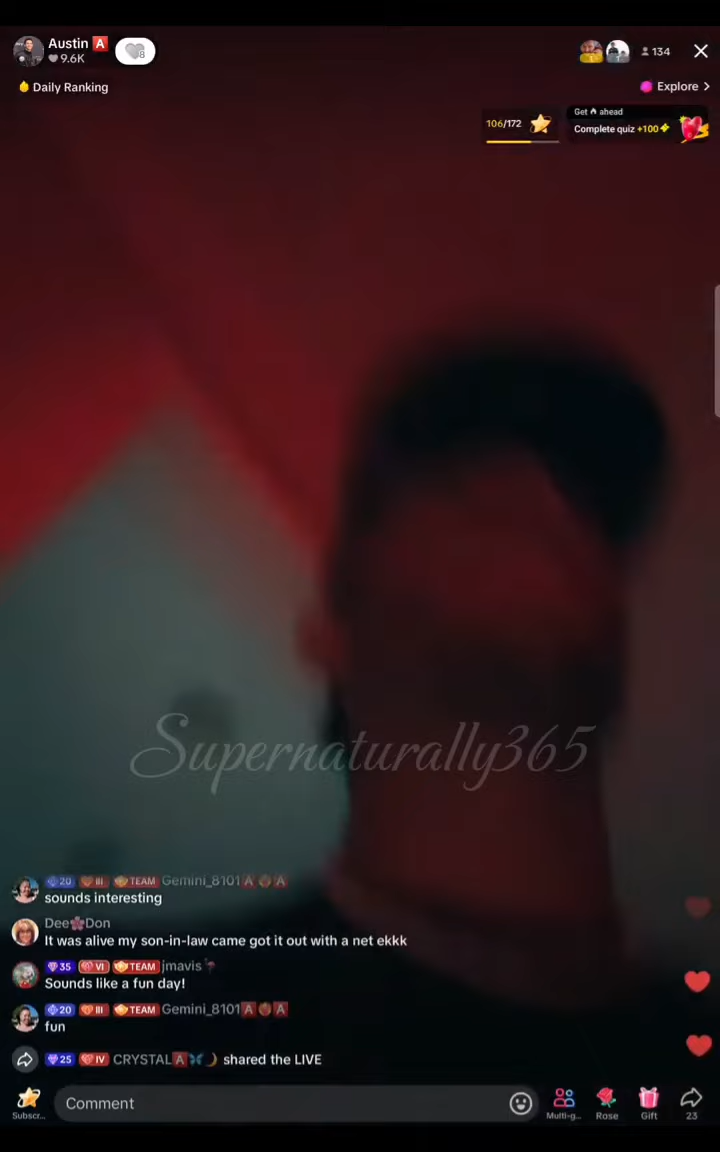 Austin A
9.6K
8
134
Daily Ranking
Explore >
106/172
Get ahead
Complete quiz +100
Supernaturally365
20 III TEAM Gemini_8101 A A
sounds interesting
Dee Don
It was alive my son-in-law came got it out with a net ekkk
35 VI TEAM jmavis
Sounds like a fun day!
20 III TEAM Gemini_8101 A A
fun
25 IV CRYSTAL A shared the LIVE
Subscr...
Comment
Multi-g...
Rose
Gift
23